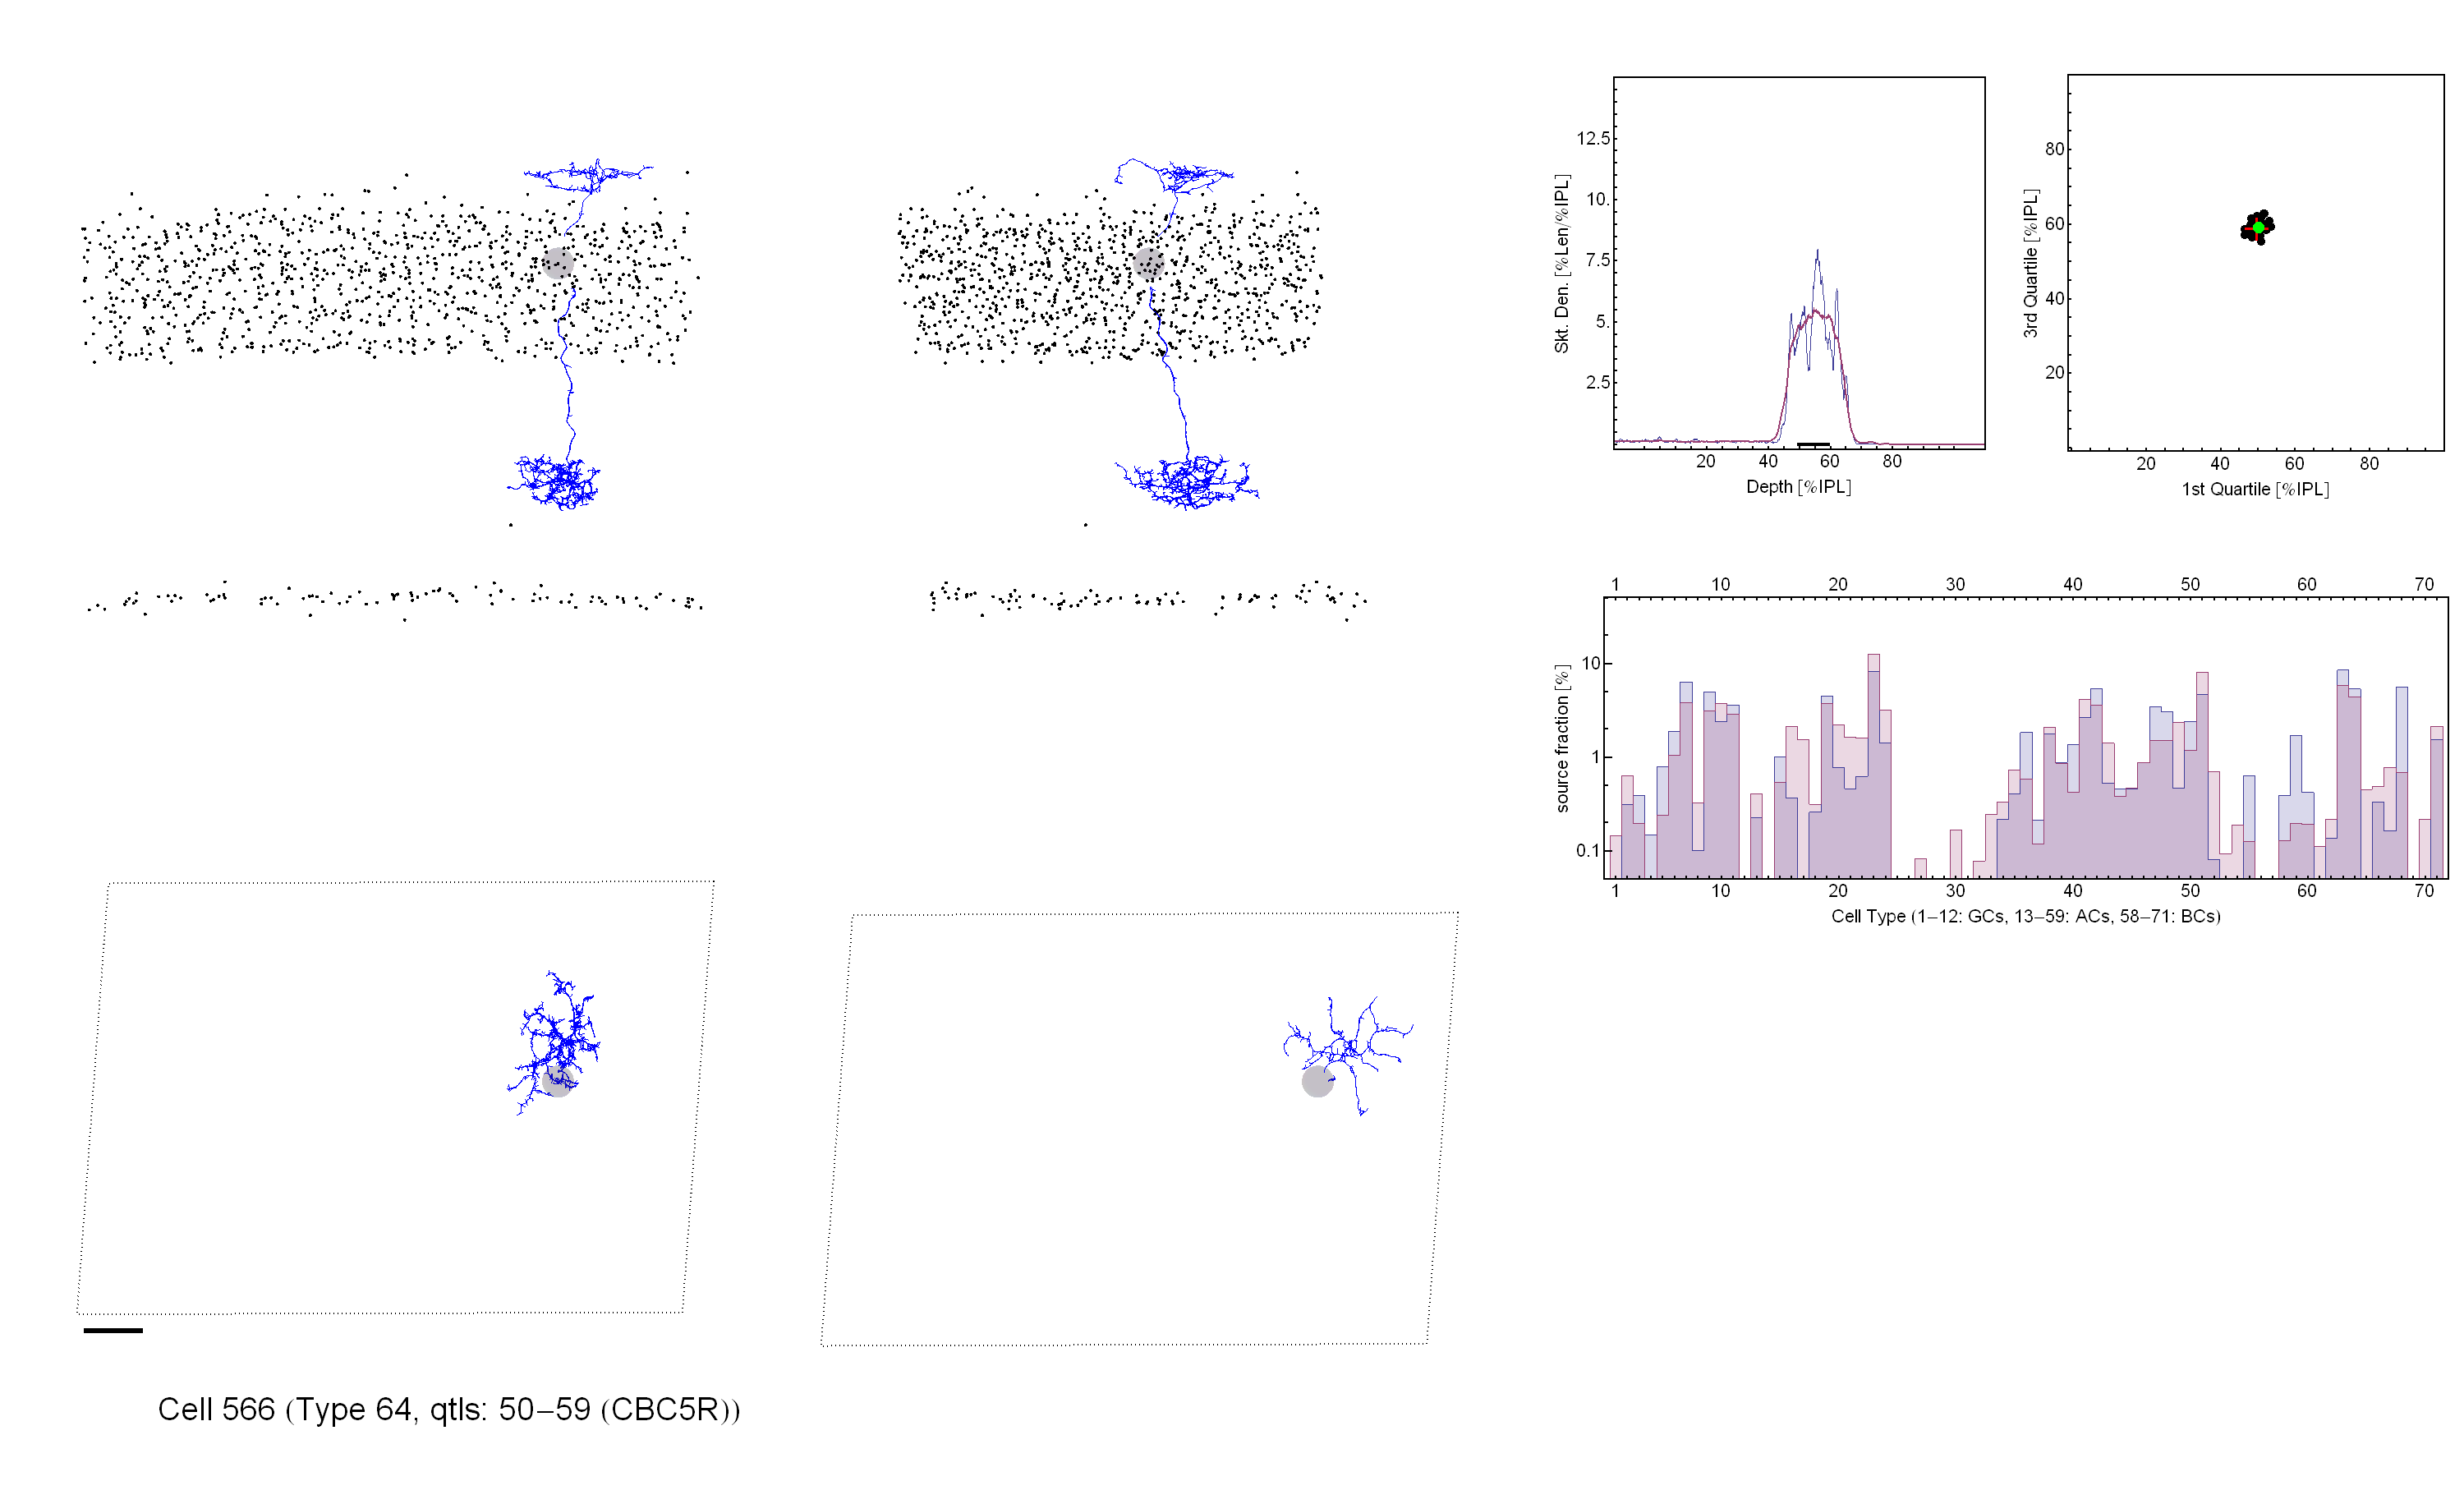 12.5
10.
7.5
5.
2.5
Skt. Den. [%Len/%IPL]
20 40 60 80
Depth [%IPL]
80
60
40
20
3rd Quartile [%IPL]
20 40 60 80
1st Quartile [%IPL]
1 10 20 30 40 50 60 70
10
1
0.1
source fraction [%]
1 10 20 30 40 50 60 70
Cell Type (1–12: GCs, 13–59: ACs, 58–71: BCs)
Cell 566 (Type 64, qtls: 50–59 (CBC5R))